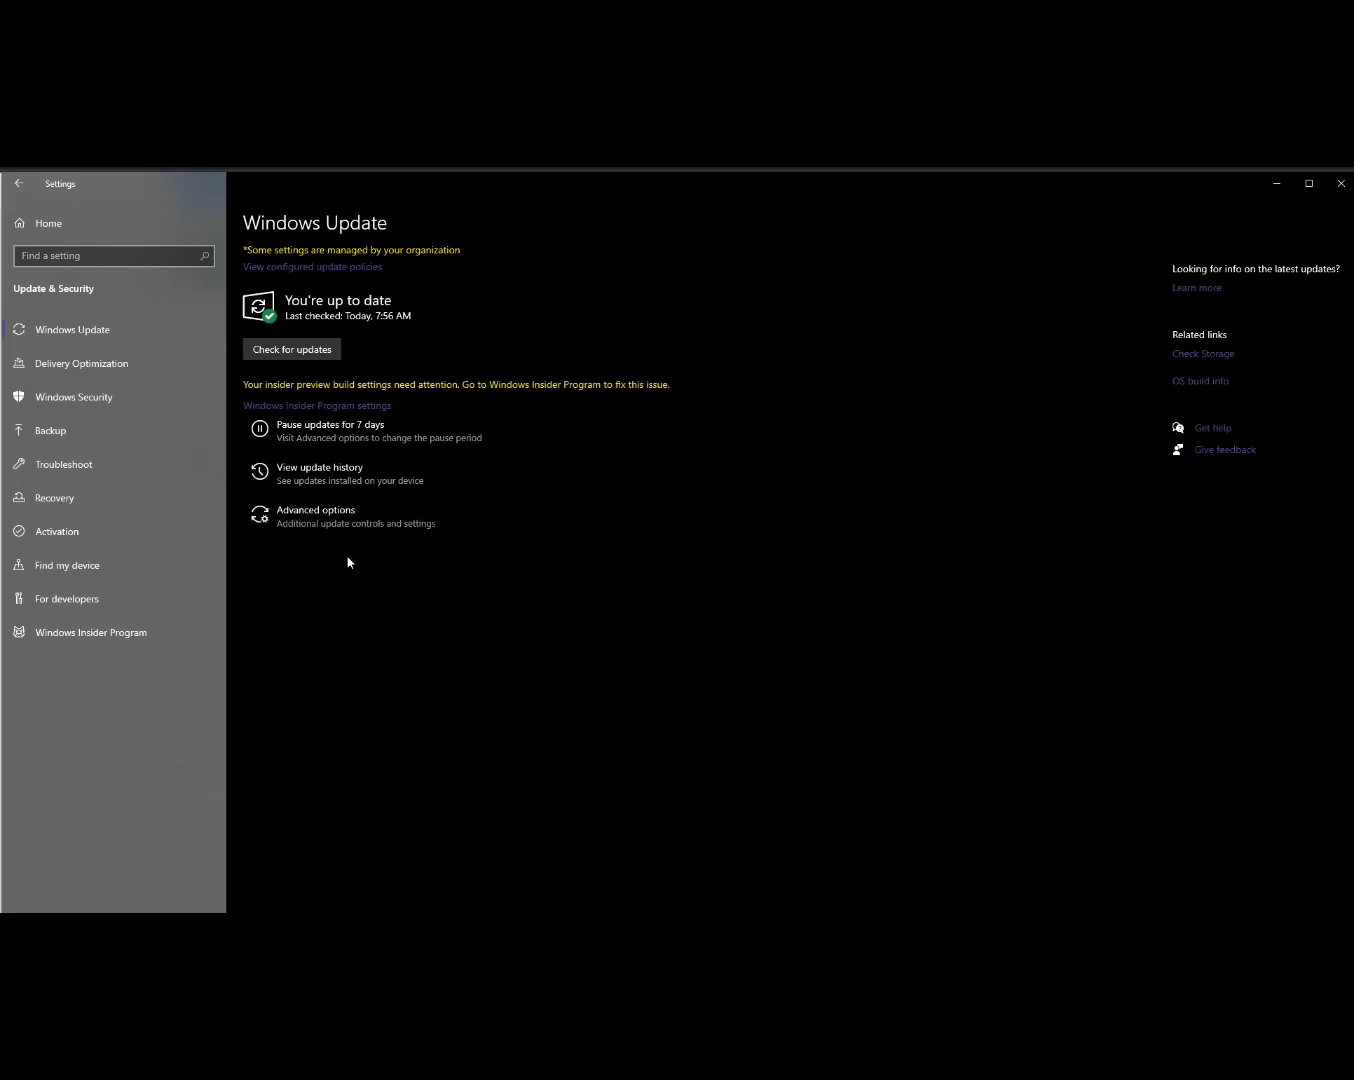 Settings
Home
Find a setting
Update & Security
Windows Update
Delivery Optimization
Windows Security
Backup
Troubleshoot
Recovery
Activation
Find my device
For developers
Windows Insider Program
Windows Update
*Some settings are managed by your organization
View configured update policies
You're up to date
Last checked: Today, 7:56 AM
Check for updates
Your insider preview build settings need attention. Go to Windows Insider Program to fix this issue.
Windows Insider Program settings
Pause updates for 7 days
Visit Advanced options to change the pause period
View update history
See updates installed on your device
Advanced options
Additional update controls and settings
Looking for info on the latest updates?
Learn more
Related links
Check Storage
OS build info
Get help
Give feedback